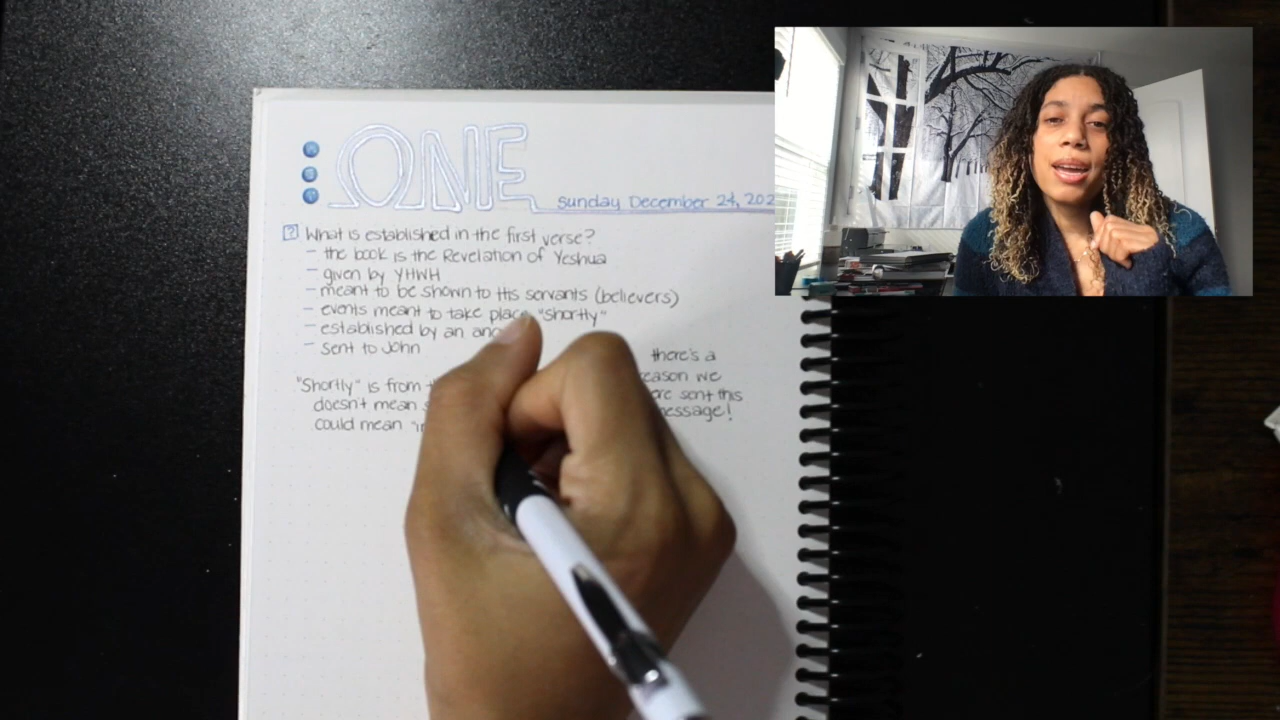 ONE
Sunday December 24, 202
? What is established in the first verse?
- the book is the Revelation of Yeshua
- given by YHWH
- meant to be shown to His servants (believers)
- events meant to take place "shortly"
- established by an
- sent to John
"Shortly" is from
doesn't mean
could mean
there's a
reason we
are sent this
message!